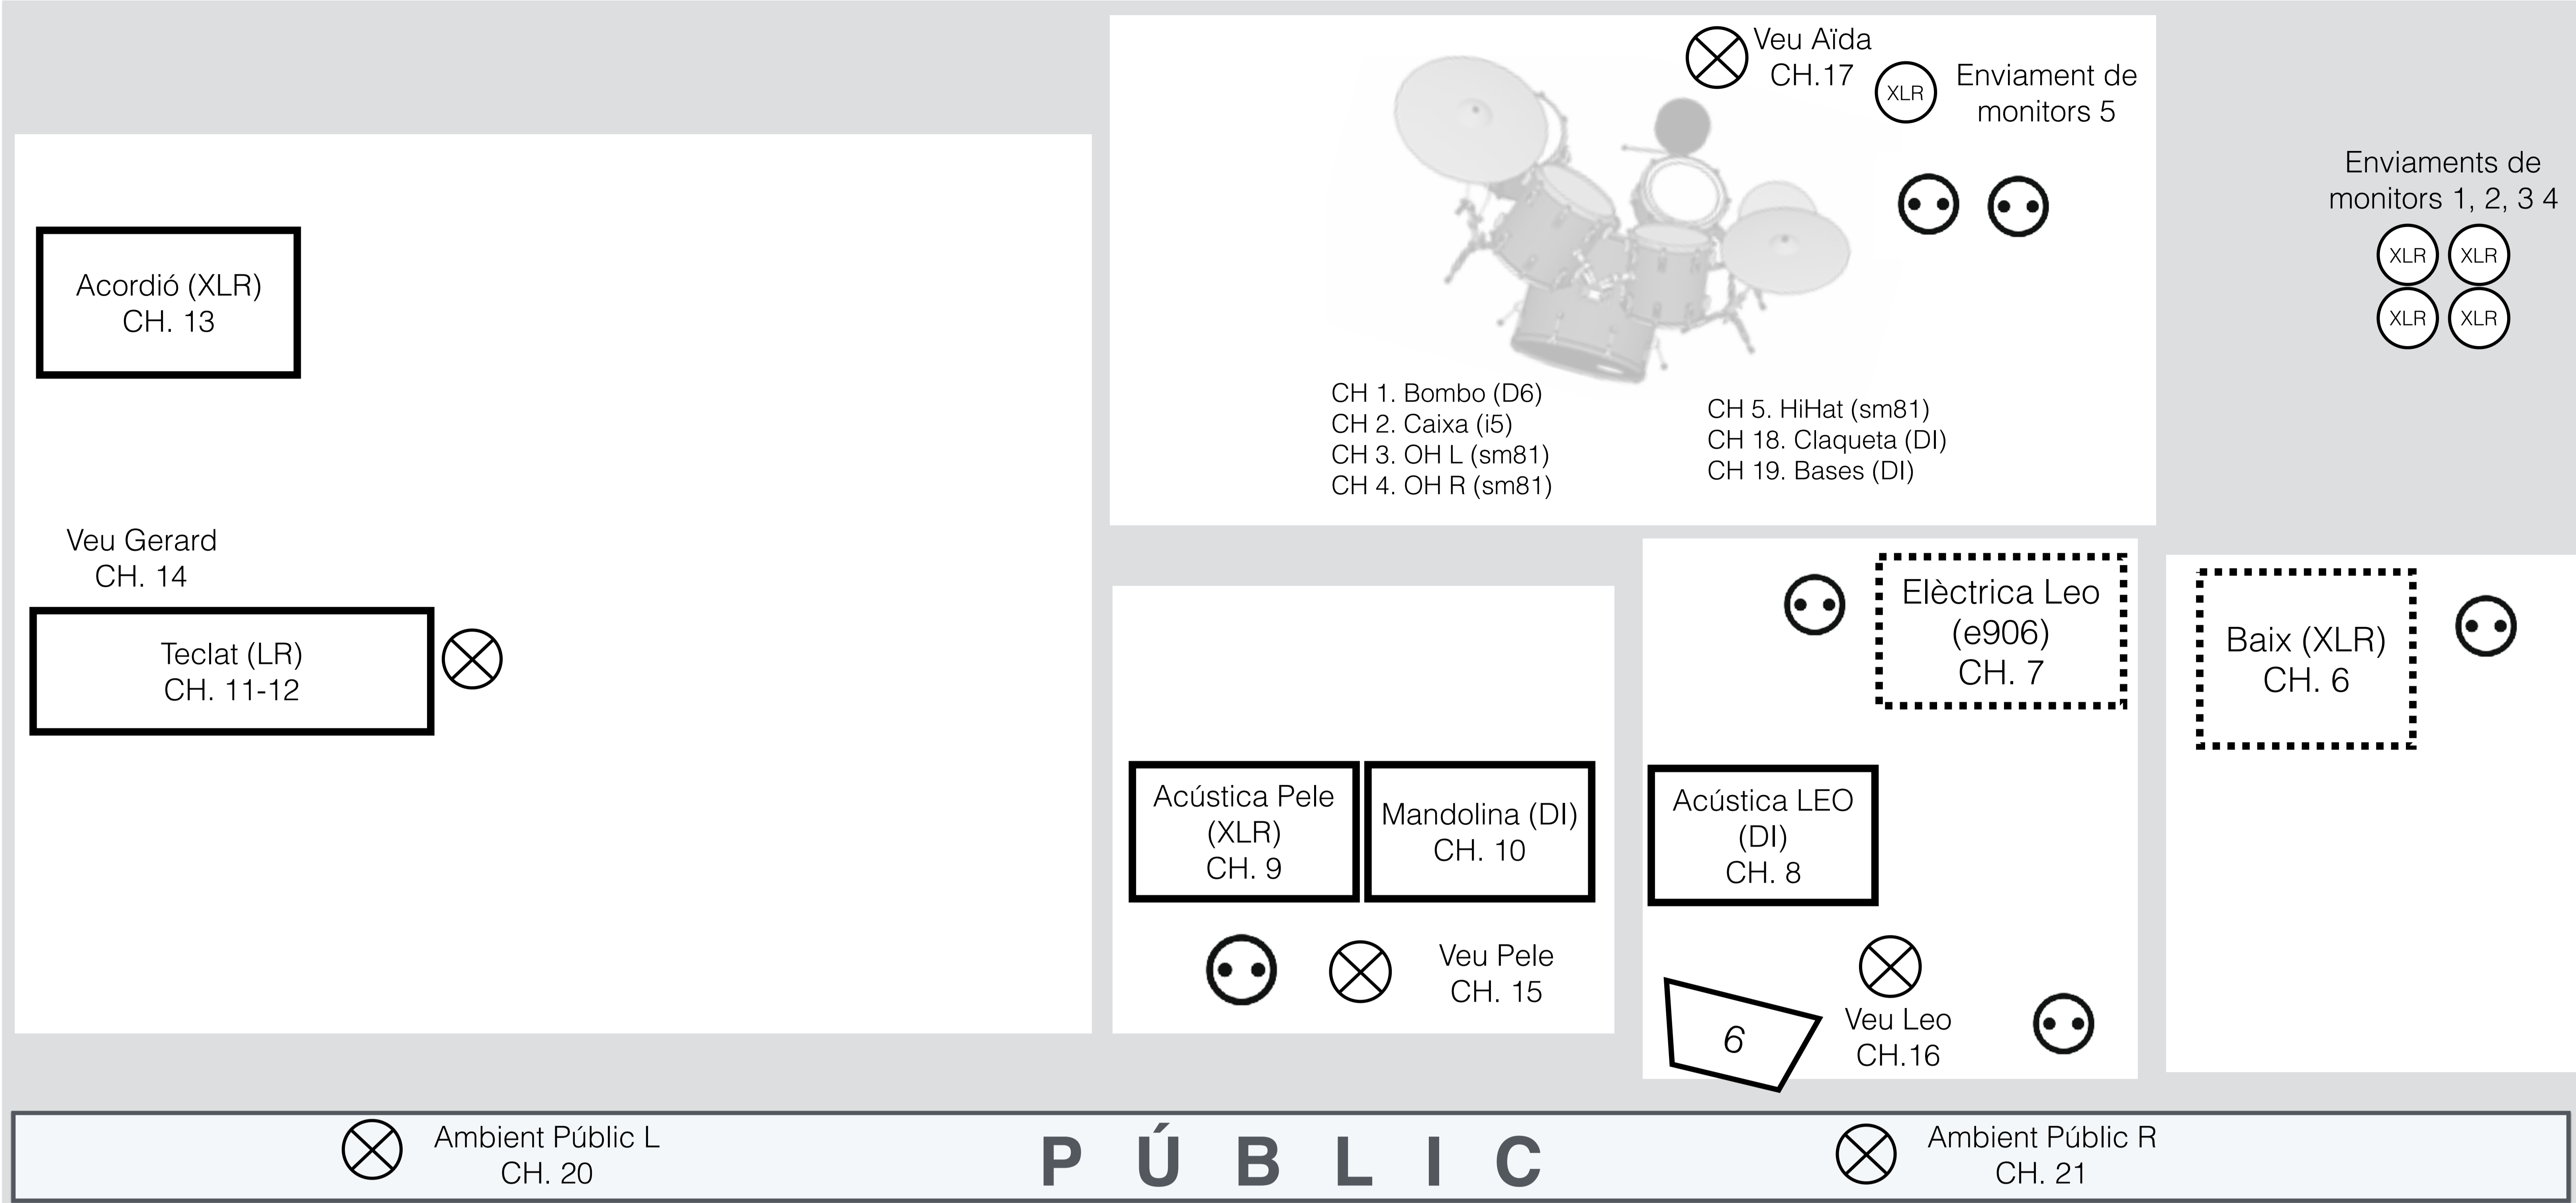 Veu Aïda
CH.17
XLR
Enviament de
monitors 5
Enviaments de
monitors 1, 2, 3 4
XLR
XLR
XLR
XLR
Acordió (XLR)
CH. 13
CH 1. Bombo (D6)
CH 2. Caixa (i5)
CH 3. OH L (sm81)
CH 4. OH R (sm81)
CH 5. HiHat (sm81)
CH 18. Claqueta (DI)
CH 19. Bases (DI)
Veu Gerard
CH. 14
Teclat (LR)
CH. 11-12
Elèctrica Leo
(e906)
CH. 7
Baix (XLR)
CH. 6
Acústica Pele
(XLR)
CH. 9
Mandolina (DI)
CH. 10
Acústica LEO
(DI)
CH. 8
Veu Pele
CH. 15
6
Veu Leo
CH.16
Ambient Públic L
CH. 20
PÚBLIC
Ambient Públic R
CH. 21